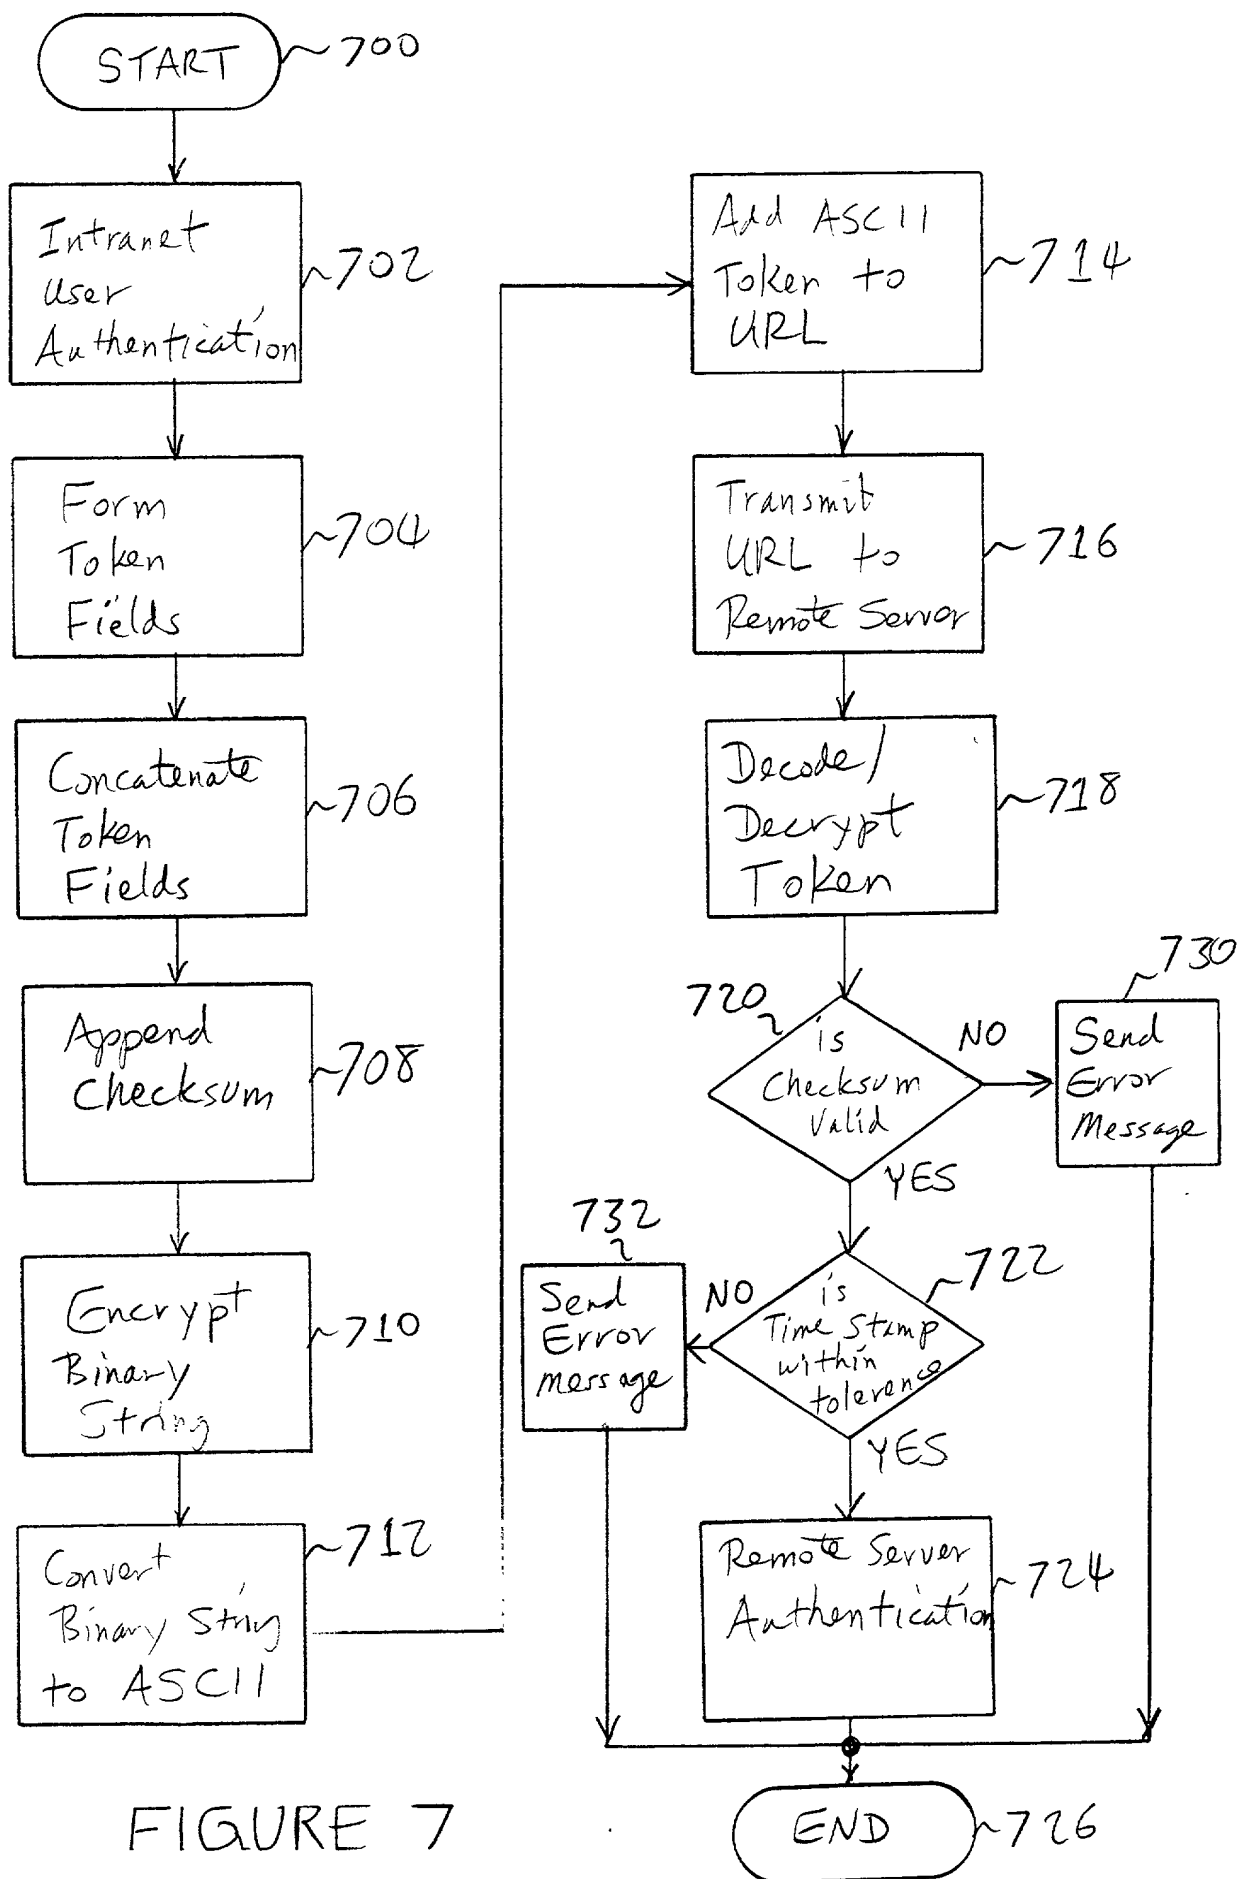 START
700
Intranet
User
Authentication
702
Form
Token
Fields
704
Concatenate
Token
Fields
706
Append
Checksum
708
Encrypt
Binary
String
710
Convert
Binary String
to ASCII
712
Add ASCII
Token to
URL
714
Transmit
URL to
Remote Server
716
Decode/
Decrypt
Token
718
720
is
Checksum
Valid
NO
730
Send
Error
Message
YES
722
is
Time Stamp
within
tolerence
NO
732
Send
Error
message
YES
Remote Server
Authentication
724
END
726
FIGURE 7